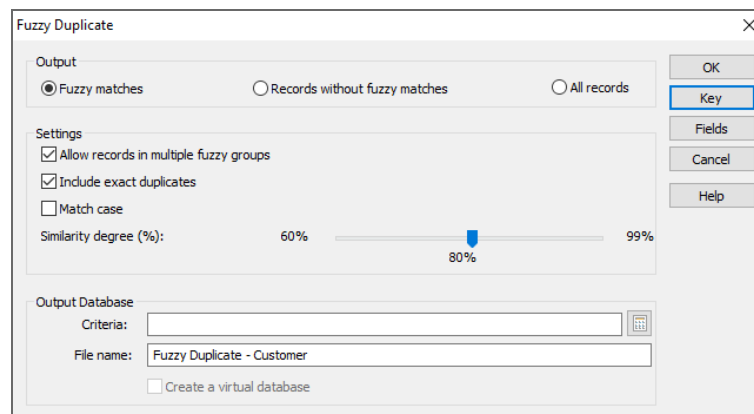 Fuzzy Duplicate
Output
Fuzzy matches Records without fuzzy matches All records
OK
Key
Settings
Allow records in multiple fuzzy groups
Include exact duplicates
Match case
Similarity degree (%): 60% 99%
80%
Fields
Cancel
Help
Output Database
Criteria:
File name: Fuzzy Duplicate - Customer
Create a virtual database